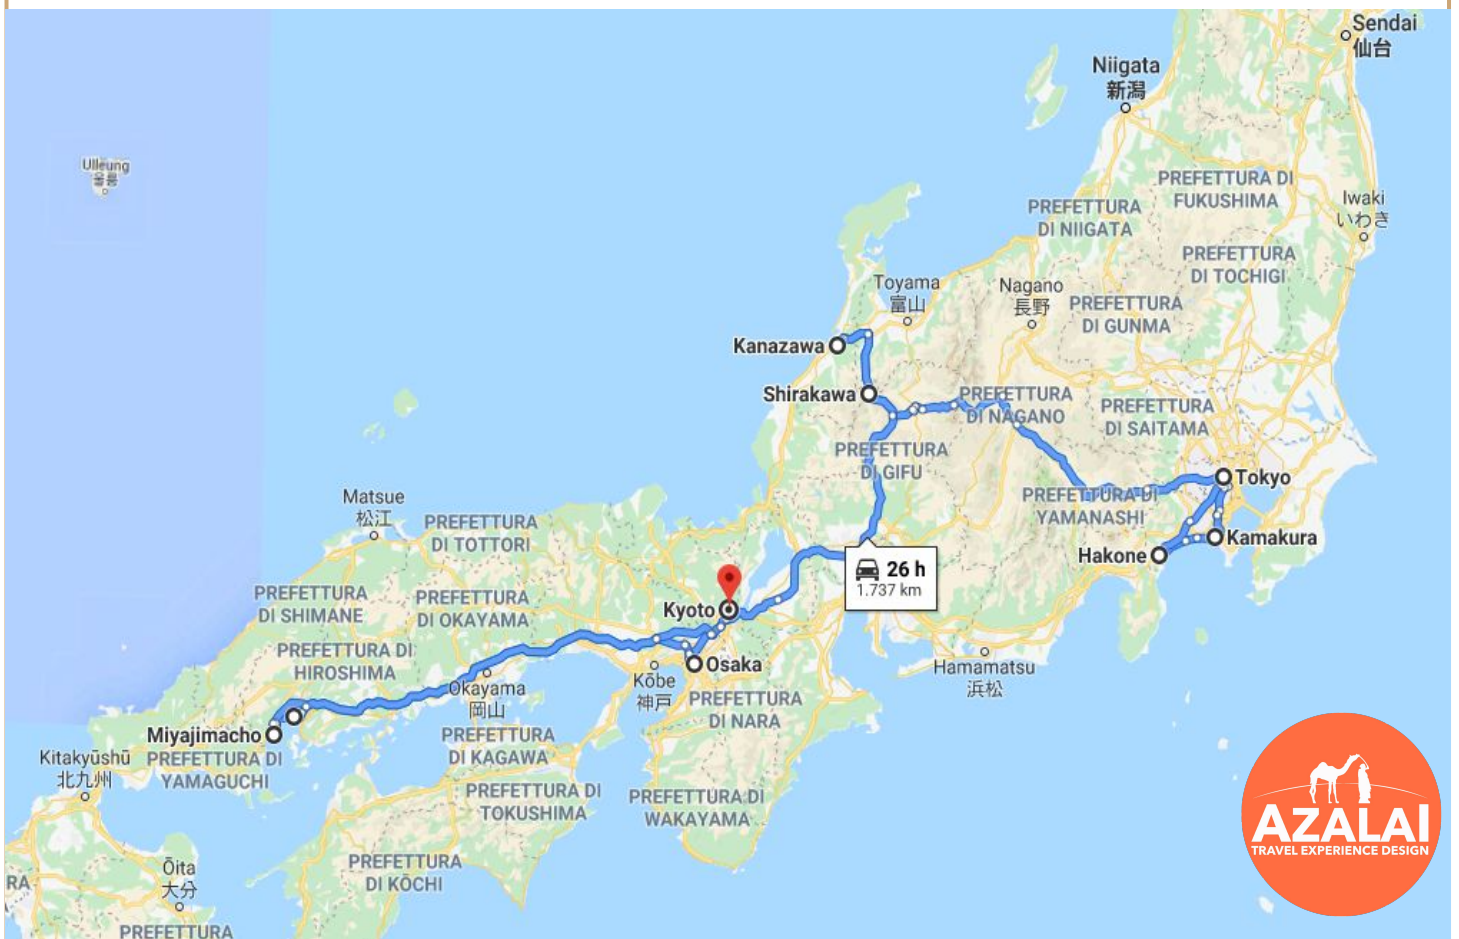 Sendai
仙台
Niigata
新潟
Ulleung
울릉
PREFETTURA DI
FUKUSHIMA
Iwaki
いわき
PREFETTURA
DI NIIGATA
PREFETTURA
DI TOCHIGI
Toyama
富山
Nagano
長野
PREFETTURA
DI GUNMA
Kanazawa
Shirakawa
PREFETTURA
DI NAGANO
PREFETTURA
DI SAITAMA
PREFETTURA
DI GIFU
Tokyo
PREFETTURA DI
YAMANASHI
Matsue
松江
PREFETTURA
DI TOTTORI
Kamakura
Hakone
26 h
1.737 km
PREFETTURA
DI SHIMANE
PREFETTURA
DI OKAYAMA
Kyoto
PREFETTURA DI
HIROSHIMA
Osaka
Hamamatsu
浜松
Kōbe
神戸
Okayama
岡山
PREFETTURA
DI NARA
Miyajimacho
PREFETTURA DI
YAMAGUCHI
Kitakyūshū
北九州
PREFETTURA
DI KAGAWA
PREFETTURA DI
TOKUSHIMA
PREFETTURA DI
WAKAYAMA
AZALAI
TRAVEL EXPERIENCE DESIGN
PREFETTURA
DI KŌCHI
Ōita
大分
RA
PREFETTURA